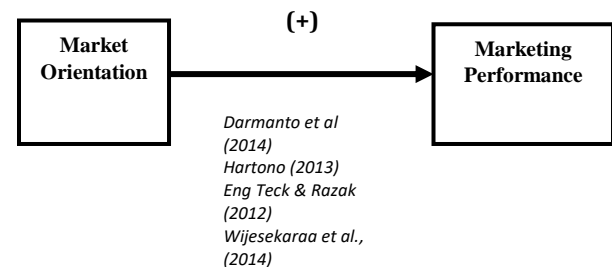 (+)
Market
Orientation
Marketing
Performance
Darmanto et al
(2014)
Hartono (2013)
Eng Teck & Razak
(2012)
Wijesekaraa et al.,
(2014)